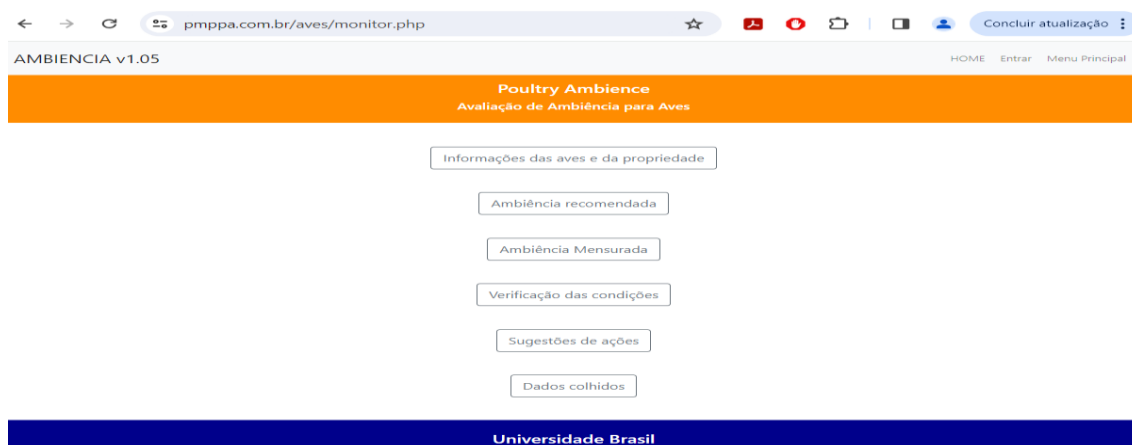 pmppa.com.br/aves/monitor.php
Concluir atualização
AMBIENCIA v1.05
HOME Entrar Menu Principal
Poultry Ambience
Avaliação de Ambiência para Aves
Informações das aves e da propriedade
Ambiência recomendada
Ambiência Mensurada
Verificação das condições
Sugestões de ações
Dados colhidos
Universidade Brasil